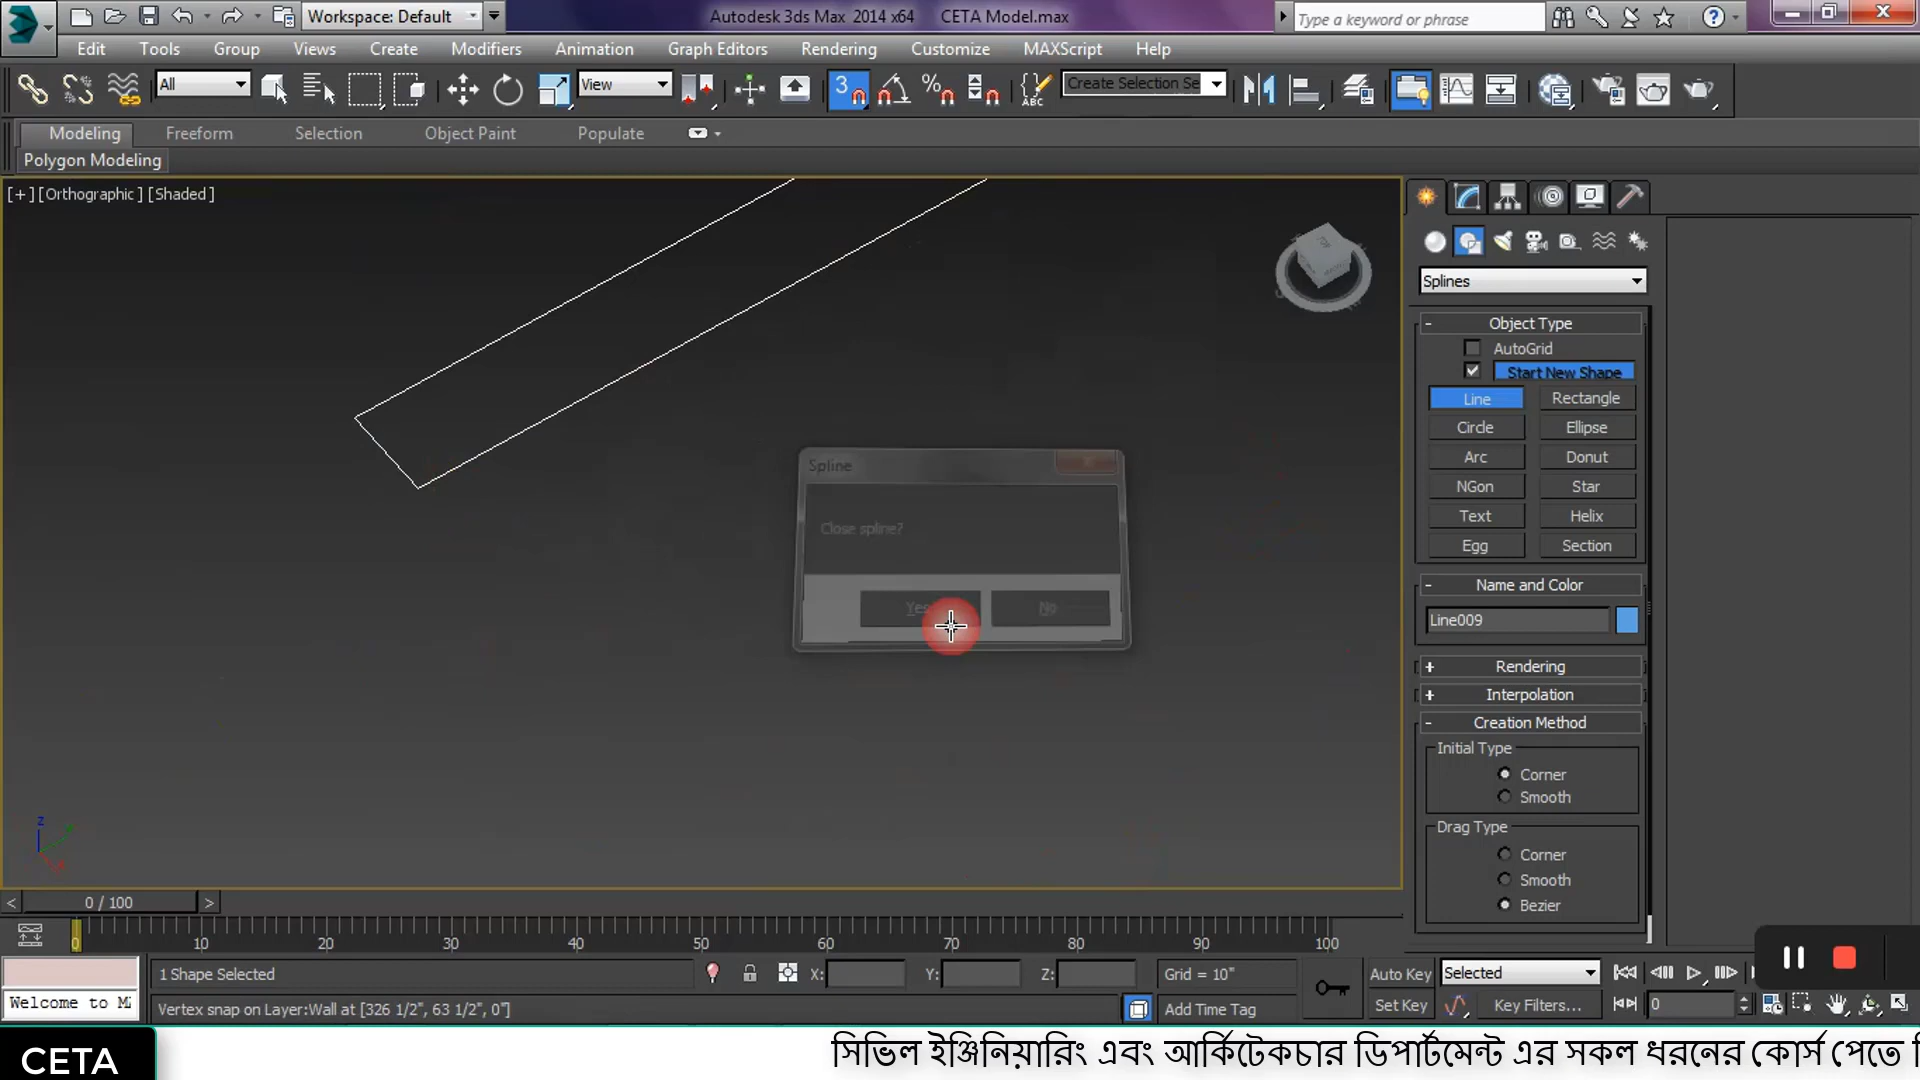 Workspace: Default
Autodesk 3ds Max 2014 x64 CETA Model.max
Type a keyword or phrase
Edit Tools Group Views Create Modifiers Animation Graph Editors Rendering Customize MAXScript Help
All
View
3
ABC
Create Selection Se
Modeling Freeform Selection Object Paint Populate
Polygon Modeling
[+] [Orthographic ] [Shaded ]
TOP
Splines
Object Type
AutoGrid
Start New Shape
Line Rectangle
Circle Ellipse
Arc Donut
NGon Star
Text Helix
Egg Section
Name and Color
Line009
Rendering
Interpolation
Creation Method
Initial Type
Corner
Smooth
Drag Type
Corner
Smooth
Bezier
Spline
Close spline?
Yes No
z
0 / 100
0 10 20 30 40 50 60 70 80 90 100
1 Shape Selected
X: Y: Z: Grid = 10"
Auto Key Selected
Welcome to M
Vertex snap on Layer:Wall at [326 1/2", 63 1/2", 0"]
Add Time Tag
Set Key Key Filters... 0
CETA
সিভিল ইঞ্জিনিয়ারিং এবং আর্কিটেকচার ডিপার্টমেন্ট এর সকল ধরনের কোর্স পেতে